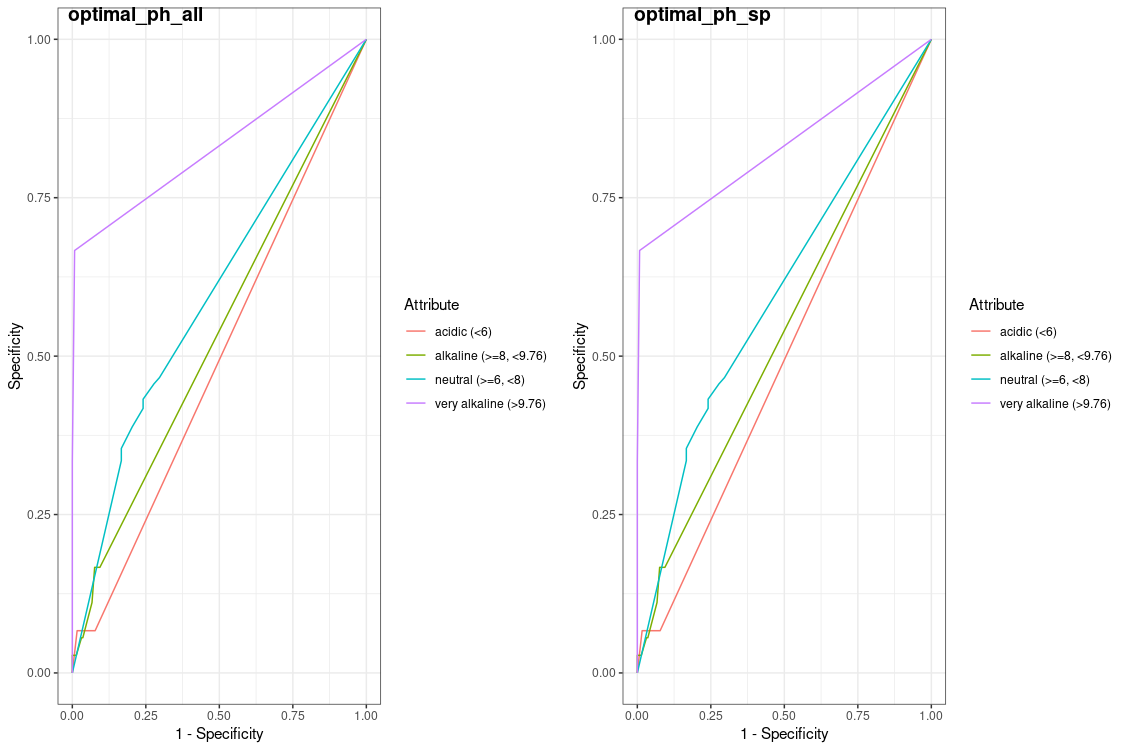 optimal_ph_all
1.00
0.75
0.50
0.25
0.00
Specificity
0.00 0.25 0.50 0.75 1.00
1 - Specificity
Attribute
acidic (<6)
alkaline (>=8, <9.76)
neutral (>=6, <8)
very alkaline (>9.76)
optimal_ph_sp
1.00
0.75
0.50
0.25
0.00
Specificity
0.00 0.25 0.50 0.75 1.00
1 - Specificity
Attribute
acidic (<6)
alkaline (>=8, <9.76)
neutral (>=6, <8)
very alkaline (>9.76)